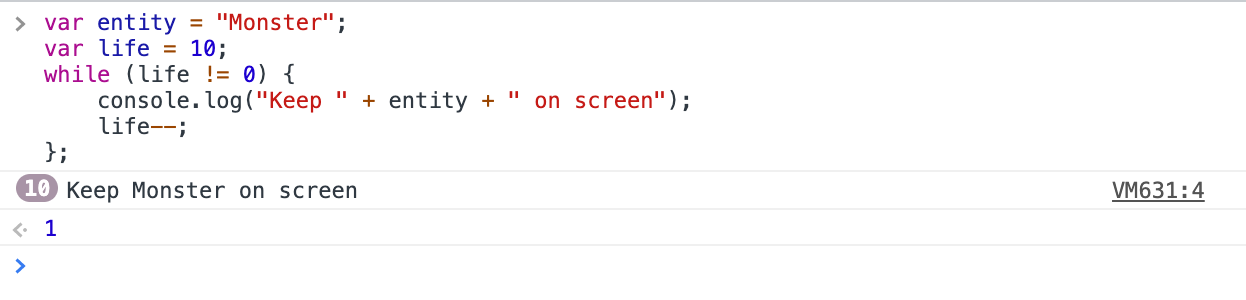 > var entity = "Monster";
var life = 10;
while (life != 0) {
    console.log("Keep " + entity + " on screen");
    life--;
};
10 Keep Monster on screen VM631:4
1